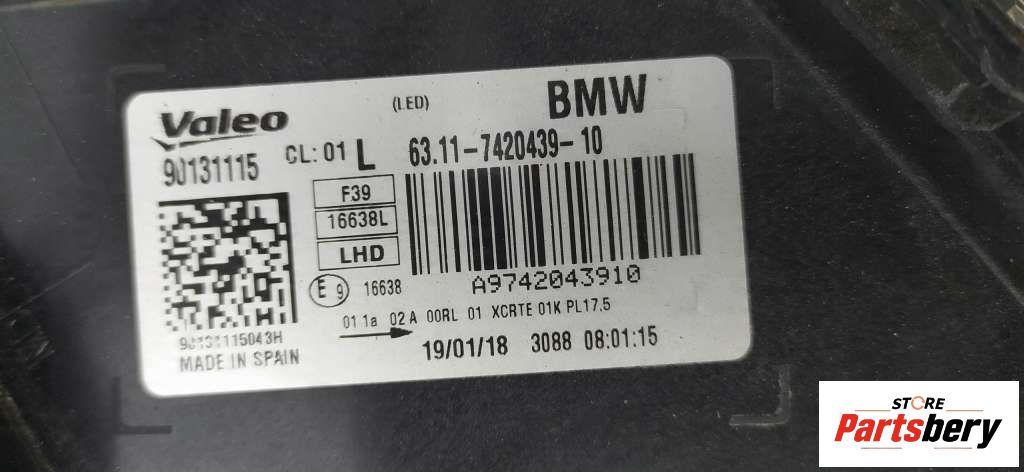 Valeo
(LED)
BMW
90131115
CL: 01 L
63.11-7420439-10
F39
16638L
LHD
E 9
16638
A9742043910
01 1a 02 A 00RL 01 XCRTE 01K PL17.5
90131115043H
MADE IN SPAIN
19/01/18 3088 08:01:15
STORE
Partsbery